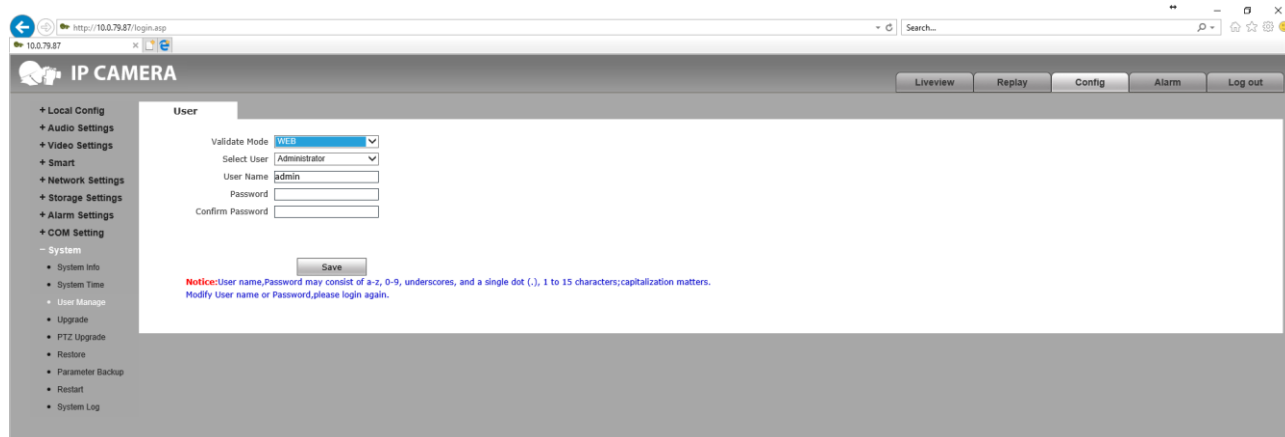 http://10.0.79.87/login.asp
Search...
10.0.79.87
IP CAMERA
Liveview
Replay
Config
Alarm
Log out
+ Local Config
+ Audio Settings
+ Video Settings
+ Smart
+ Network Settings
+ Storage Settings
+ Alarm Settings
+ COM Setting
− System
• System Info
• System Time
• User Manage
• Upgrade
• PTZ Upgrade
• Restore
• Parameter Backup
• Restart
• System Log
User
Validate Mode WEB
Select User Administrator
User Name admin
Password
Confirm Password
Save
Notice:User name,Password may consist of a-z, 0-9, underscores, and a single dot (.), 1 to 15 characters;capitalization matters.
Modify User name or Password,please login again.